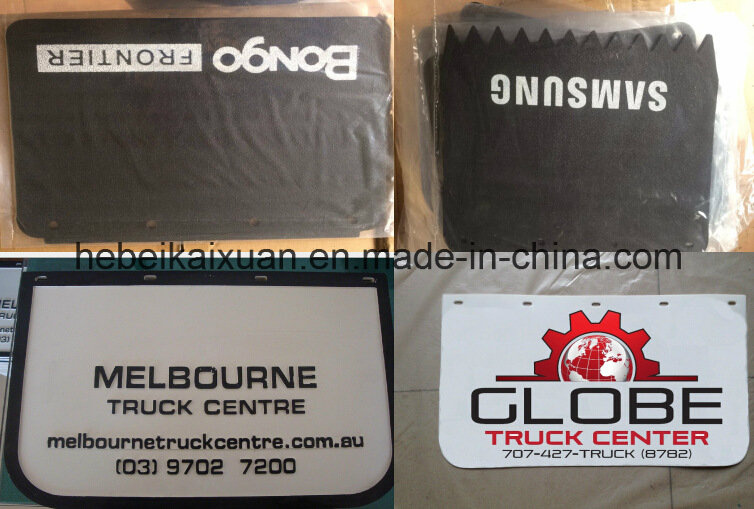 Bongo FRONTIER
SAMSUNG
hebeikaixuan.en.made-in-china.com
MELBOURNE
TRUCK CENTRE
melbournetruckcentre.com.au
(03) 9702 7200
GLOBE
TRUCK CENTER
707-427-TRUCK (8782)